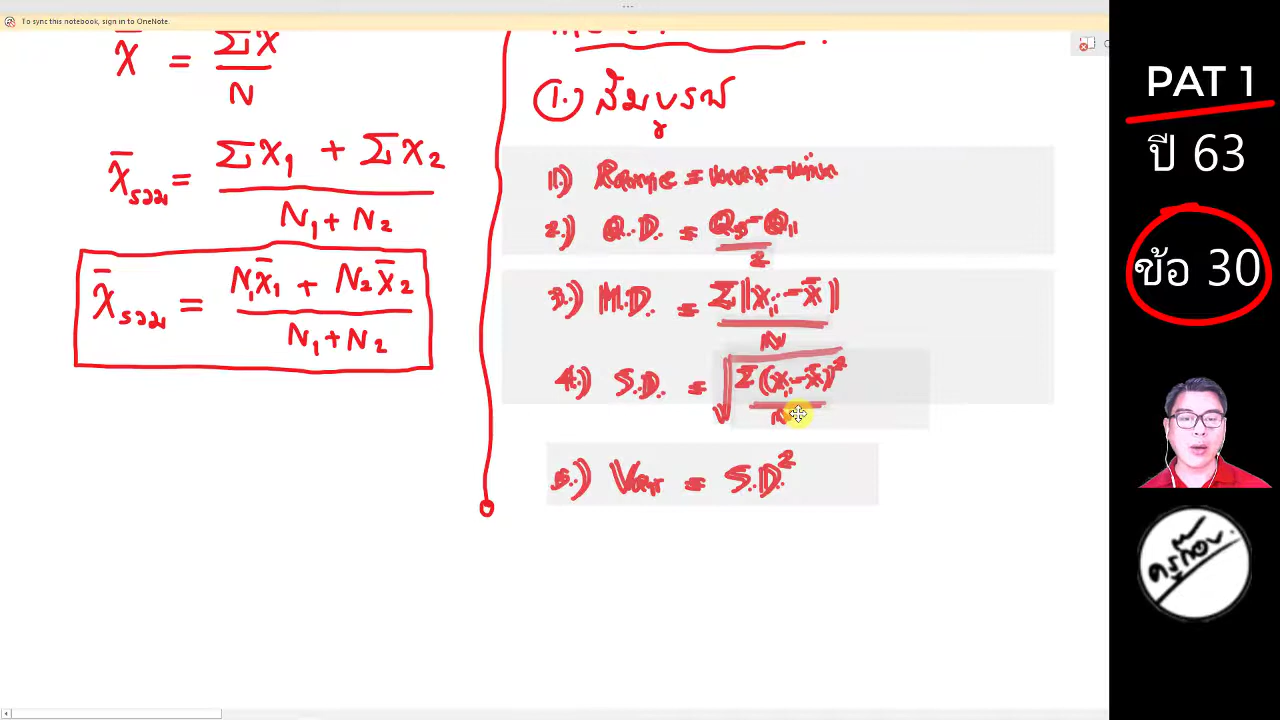 To sync this notebook, sign in to OneNote.
X̄ = ΣX / N
X̄รวม = ΣX₁ + ΣX₂ / N₁ + N₂
X̄รวม = N₁X̄₁ + N₂X̄₂ / N₁ + N₂
1. สัมบูรณ์
1.) Range = max - min
2.) Q.D. = Q₃ - Q₁ / 2
3.) M.D. = Σ|xᵢ - x̄| / N
4.) S.D. = √(Σ(xᵢ - x̄)² / N)
5.) Var = S.D.²
PAT 1
ปี 63
ข้อ 30
ครูก๊อบ